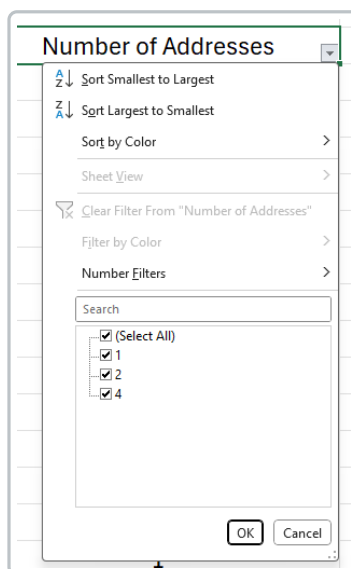 Number of Addresses
Sort Smallest to Largest
Sort Largest to Smallest
Sort by Color
Sheet View
Clear Filter From "Number of Addresses"
Filter by Color
Number Filters
Search
(Select All)
1
2
4
OK Cancel